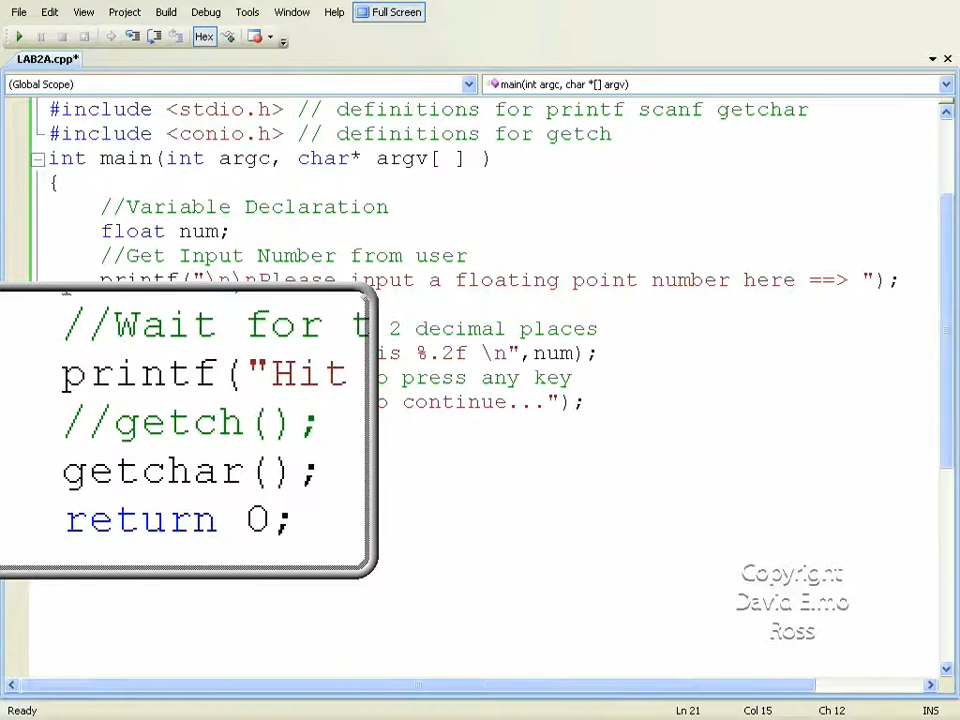 File Edit View Project Build Debug Tools Window Help Full Screen
Hex
LAB2A.cpp*
(Global Scope) main(int argc, char *[] argv)
#include <stdio.h> // definitions for printf scanf getchar
#include <conio.h> // definitions for getch
int main(int argc, char* argv[ ] )
{
//Variable Declaration
float num;
//Get Input Number from user
printf("\n\nPlease input a floating point number here ==> ");
2 decimal places
is %.2f \n",num);
o press any key
o continue...");
//Wait for t
printf("Hit
//getch();
getchar();
return 0;
Copyright
David Elmo
Ross
Ready Ln 21 Col 15 Ch 12 INS